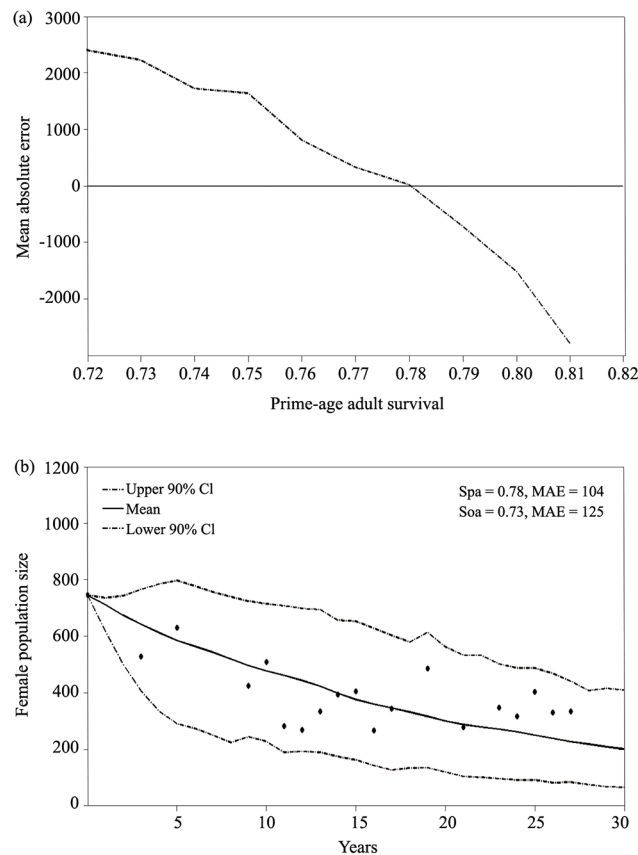 (a)
3000
2000
1000
0
-1000
-2000
Mean absolute error
0.72 0.73 0.74 0.75 0.76 0.77 0.78 0.79 0.80 0.81 0.82
Prime-age adult survival
(b)
1200
1000
800
600
400
200
0
Female population size
Upper 90% Cl
Mean
Lower 90% Cl
Spa = 0.78, MAE = 104
Soa = 0.73, MAE = 125
5 10 15 20 25 30
Years